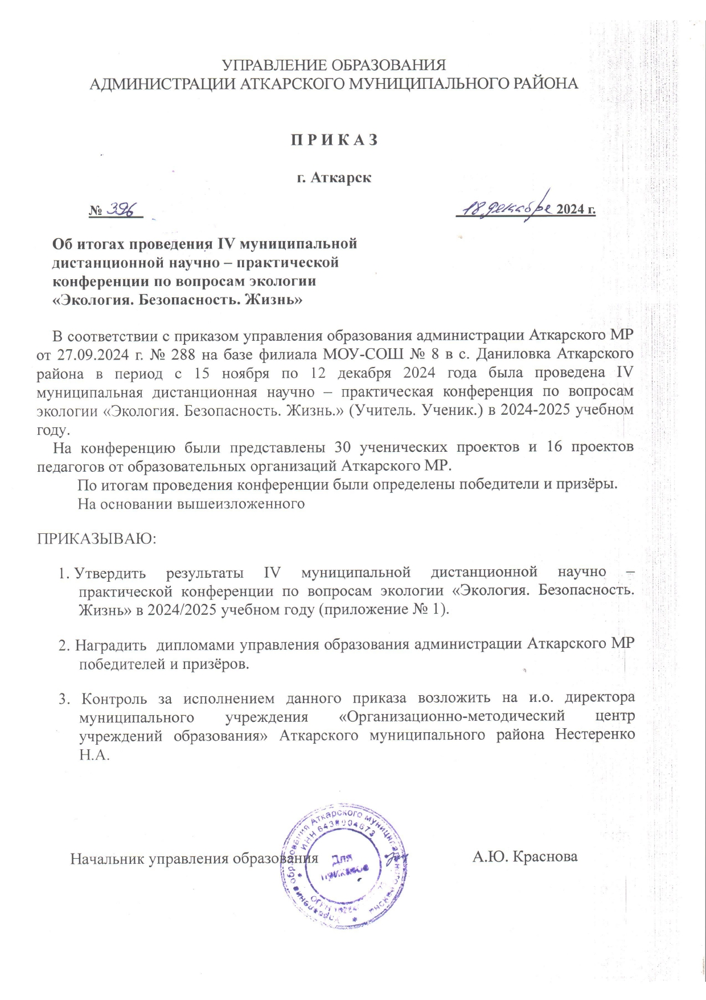 УПРАВЛЕНИЕ ОБРАЗОВАНИЯ
АДМИНИСТРАЦИИ АТКАРСКОГО МУНИЦИПАЛЬНОГО РАЙОНА
П Р И К А З
г. Аткарск
№ 396
18 декабря 2024 г.
Об итогах проведения IV муниципальной
дистанционной научно – практической
конференции по вопросам экологии
«Экология. Безопасность. Жизнь»
В соответствии с приказом управления образования администрации Аткарского МР
от 27.09.2024 г. № 288 на базе филиала МОУ-СОШ № 8 в с. Даниловка Аткарского
района в период с 15 ноября по 12 декабря 2024 года была проведена IV
муниципальная дистанционная научно – практическая конференция по вопросам
экологии «Экология. Безопасность. Жизнь.» (Учитель. Ученик.) в 2024-2025 учебном
году.
На конференцию были представлены 30 ученических проектов и 16 проектов
педагогов от образовательных организаций Аткарского МР.
По итогам проведения конференции были определены победители и призёры.
На основании вышеизложенного
ПРИКАЗЫВАЮ:
1. Утвердить результаты IV муниципальной дистанционной научно –
практической конференции по вопросам экологии «Экология. Безопасность.
Жизнь» в 2024/2025 учебном году (приложение № 1).
2. Наградить дипломами управления образования администрации Аткарского МР
победителей и призёров.
3. Контроль за исполнением данного приказа возложить на и.о. директора
муниципального учреждения «Организационно-методический центр
учреждений образования» Аткарского муниципального района Нестеренко
Н.А.
Начальник управления образования
А.Ю. Краснова
Управление образования Аткарского муниципального района
ИНН 6438904673
Для
приказов
ОГРН